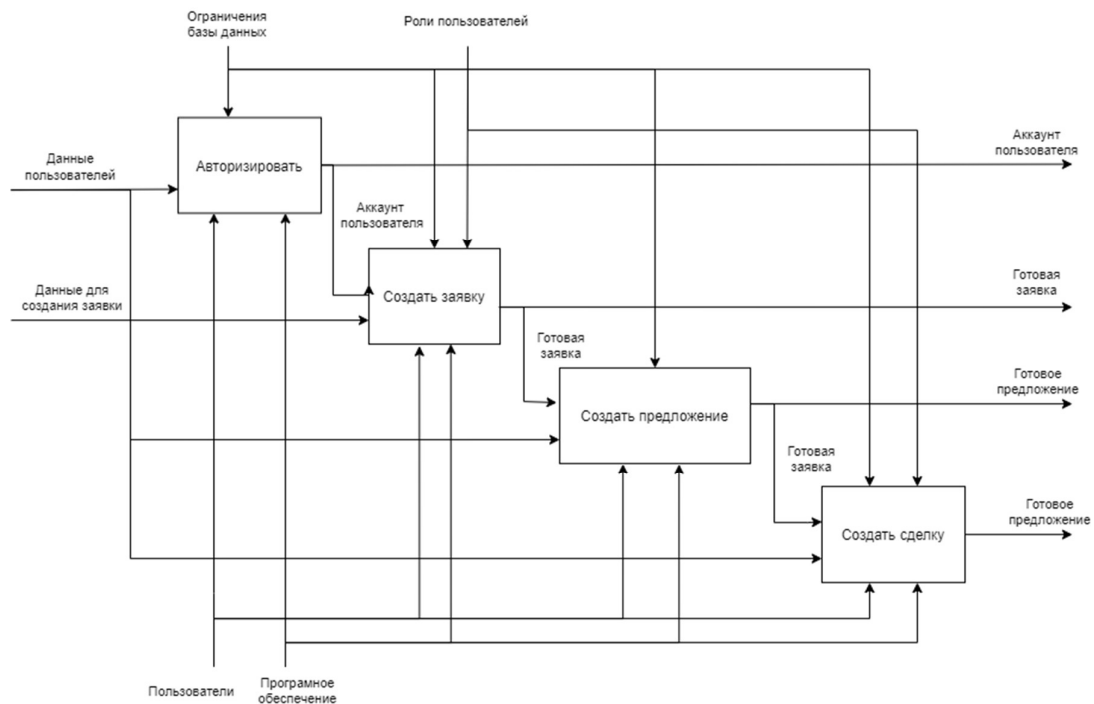 Ограничения
базы данных
Роли пользователей
Авторизировать
Данные
пользователей
Аккаунт
пользователя
Аккаунт
пользователя
Данные для
создания заявки
Создать заявку
Готовая
заявка
Готовая
заявка
Создать предложение
Готовое
предложение
Готовая
заявка
Создать сделку
Готовое
предложение
Пользователи
Програмное
обеспечение